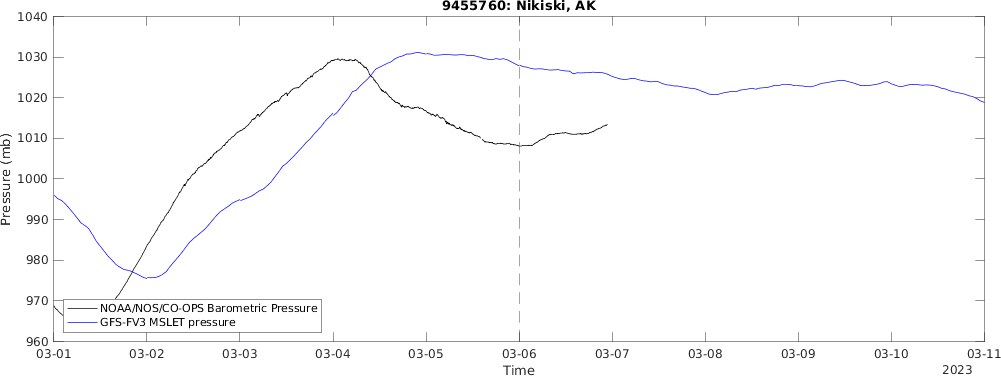 9455760: Nikiski, AK
1040
1030
1020
1010
1000
990
980
970
960
Pressure (mb)
NOAA/NOS/CO-OPS Barometric Pressure
GFS-FV3 MSLET pressure
03-01 03-02 03-03 03-04 03-05 03-06 03-07 03-08 03-09 03-10 03-11
Time
2023